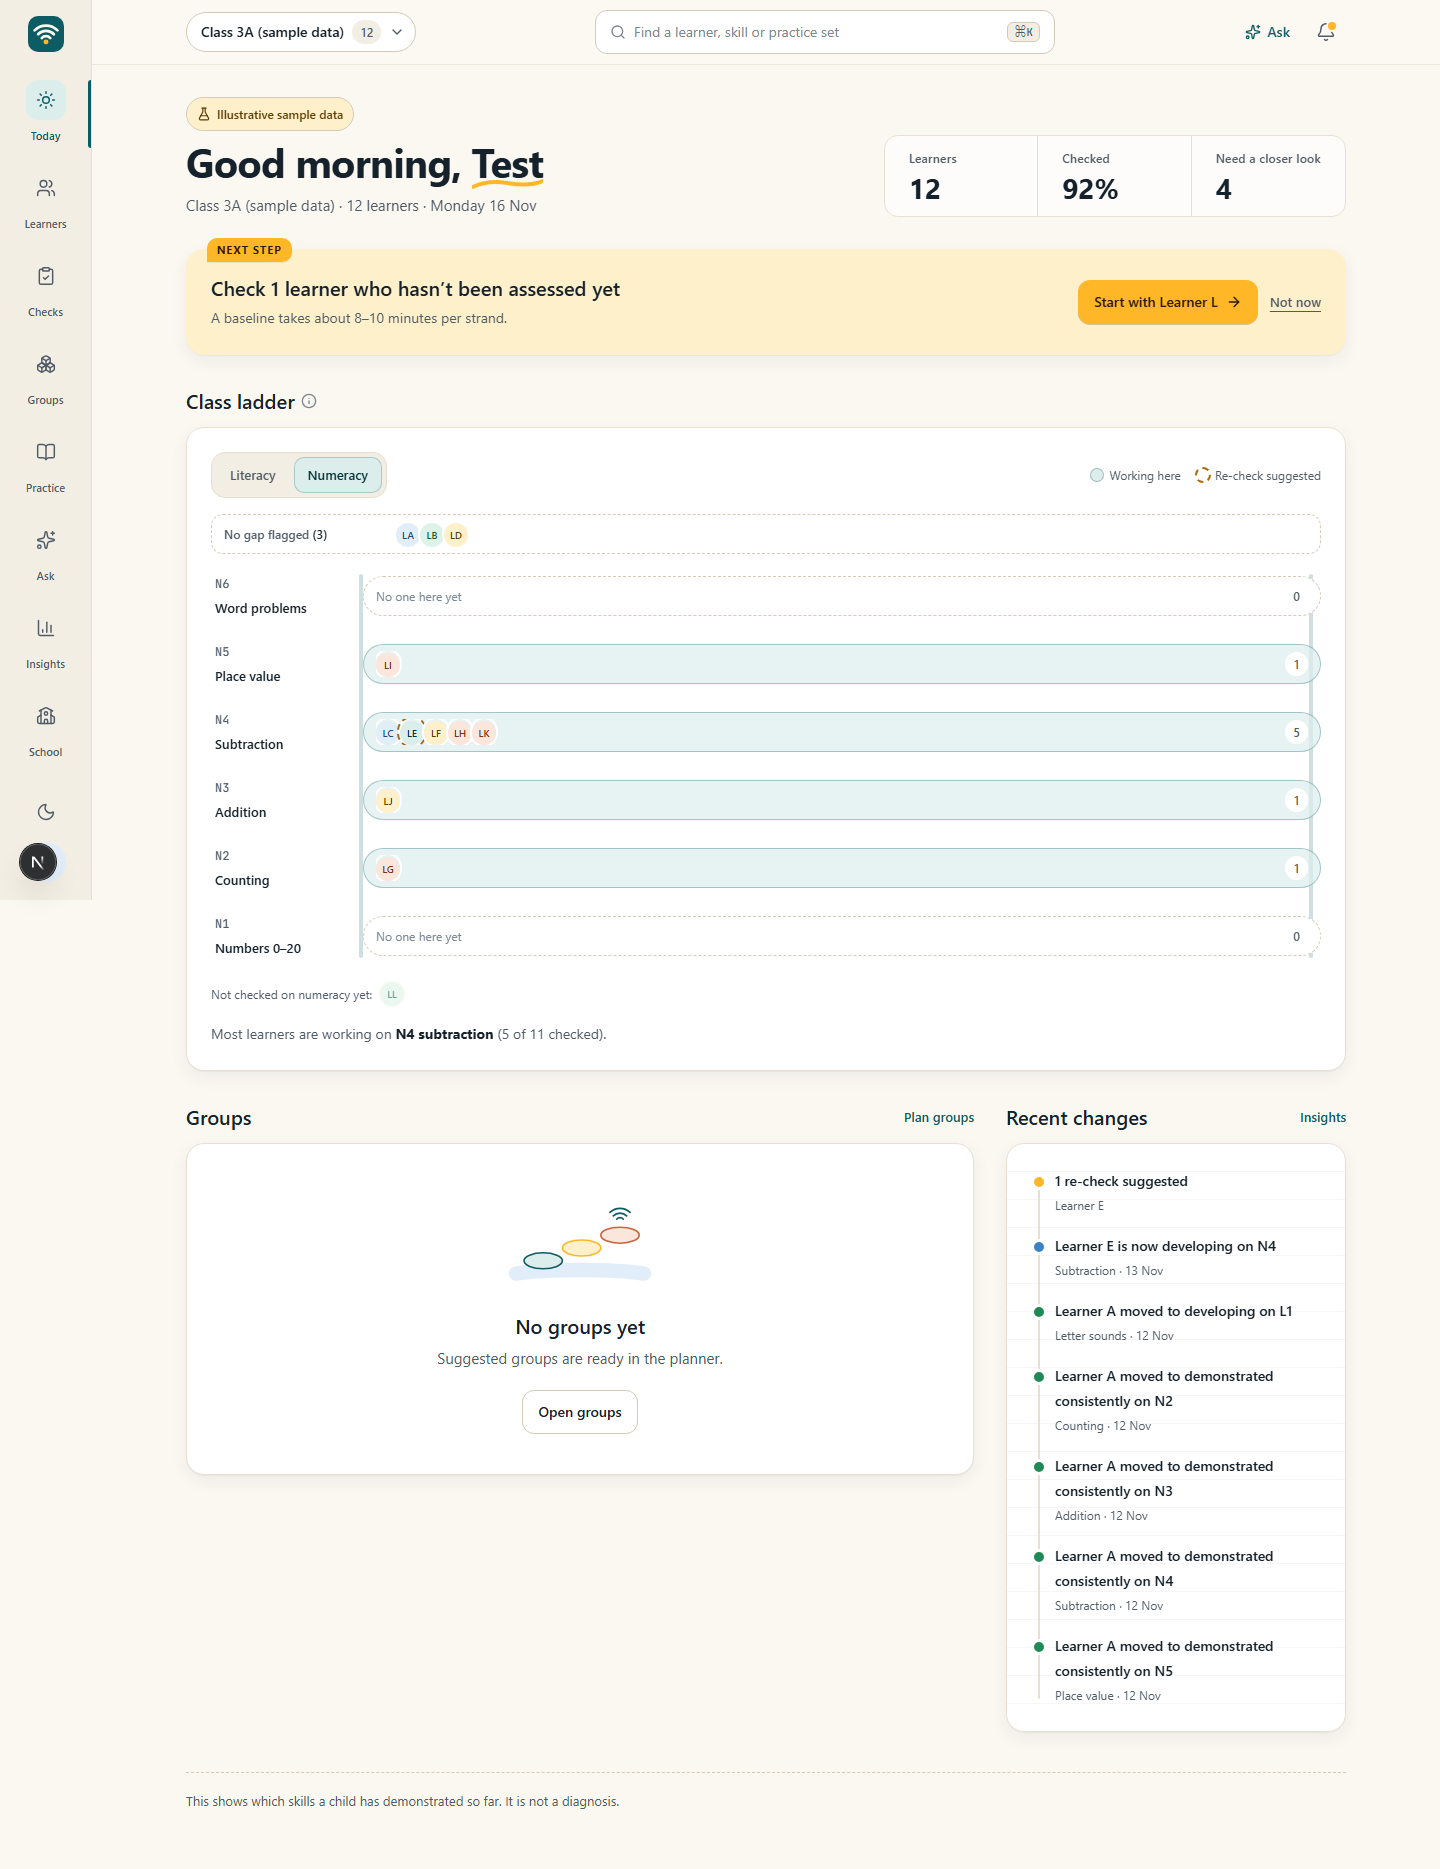 Class 3A (sample data) 12
Find a learner, skill or practice set
⌘K
Ask
Today
Learners
Checks
Groups
Practice
Ask
Insights
School
N
Illustrative sample data
Good morning, Test
Class 3A (sample data) · 12 learners · Monday 16 Nov
Learners
12
Checked
92%
Need a closer look
4
NEXT STEP
Check 1 learner who hasn’t been assessed yet
A baseline takes about 8–10 minutes per strand.
Start with Learner L
Not now
Class ladder
Literacy
Numeracy
Working here
Re-check suggested
No gap flagged (3)
LA LB LD
N6
Word problems
No one here yet
0
N5
Place value
LI
1
N4
Subtraction
LC LE LF LH LK
5
N3
Addition
LJ
1
N2
Counting
LG
1
N1
Numbers 0–20
No one here yet
0
Not checked on numeracy yet: LL
Most learners are working on N4 subtraction (5 of 11 checked).
Groups
Plan groups
No groups yet
Suggested groups are ready in the planner.
Open groups
Recent changes
Insights
1 re-check suggested
Learner E
Learner E is now developing on N4
Subtraction · 13 Nov
Learner A moved to developing on L1
Letter sounds · 12 Nov
Learner A moved to demonstrated
consistently on N2
Counting · 12 Nov
Learner A moved to demonstrated
consistently on N3
Addition · 12 Nov
Learner A moved to demonstrated
consistently on N4
Subtraction · 12 Nov
Learner A moved to demonstrated
consistently on N5
Place value · 12 Nov
This shows which skills a child has demonstrated so far. It is not a diagnosis.